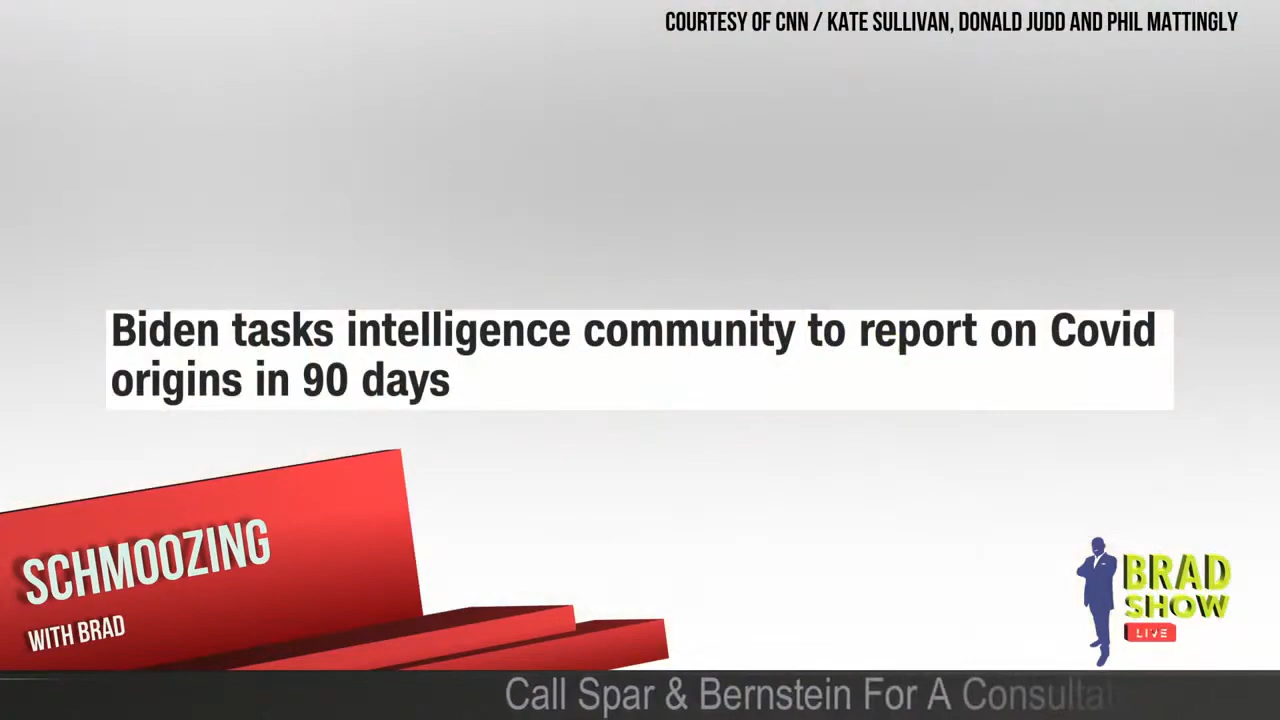 COURTESY OF CNN / KATE SULLIVAN, DONALD JUDD AND PHIL MATTINGLY
Biden tasks intelligence community to report on Covid
origins in 90 days
SCHMOOZING
WITH BRAD
BRAD
SHOW
LIVE
Call Spar & Bernstein For A Consulta